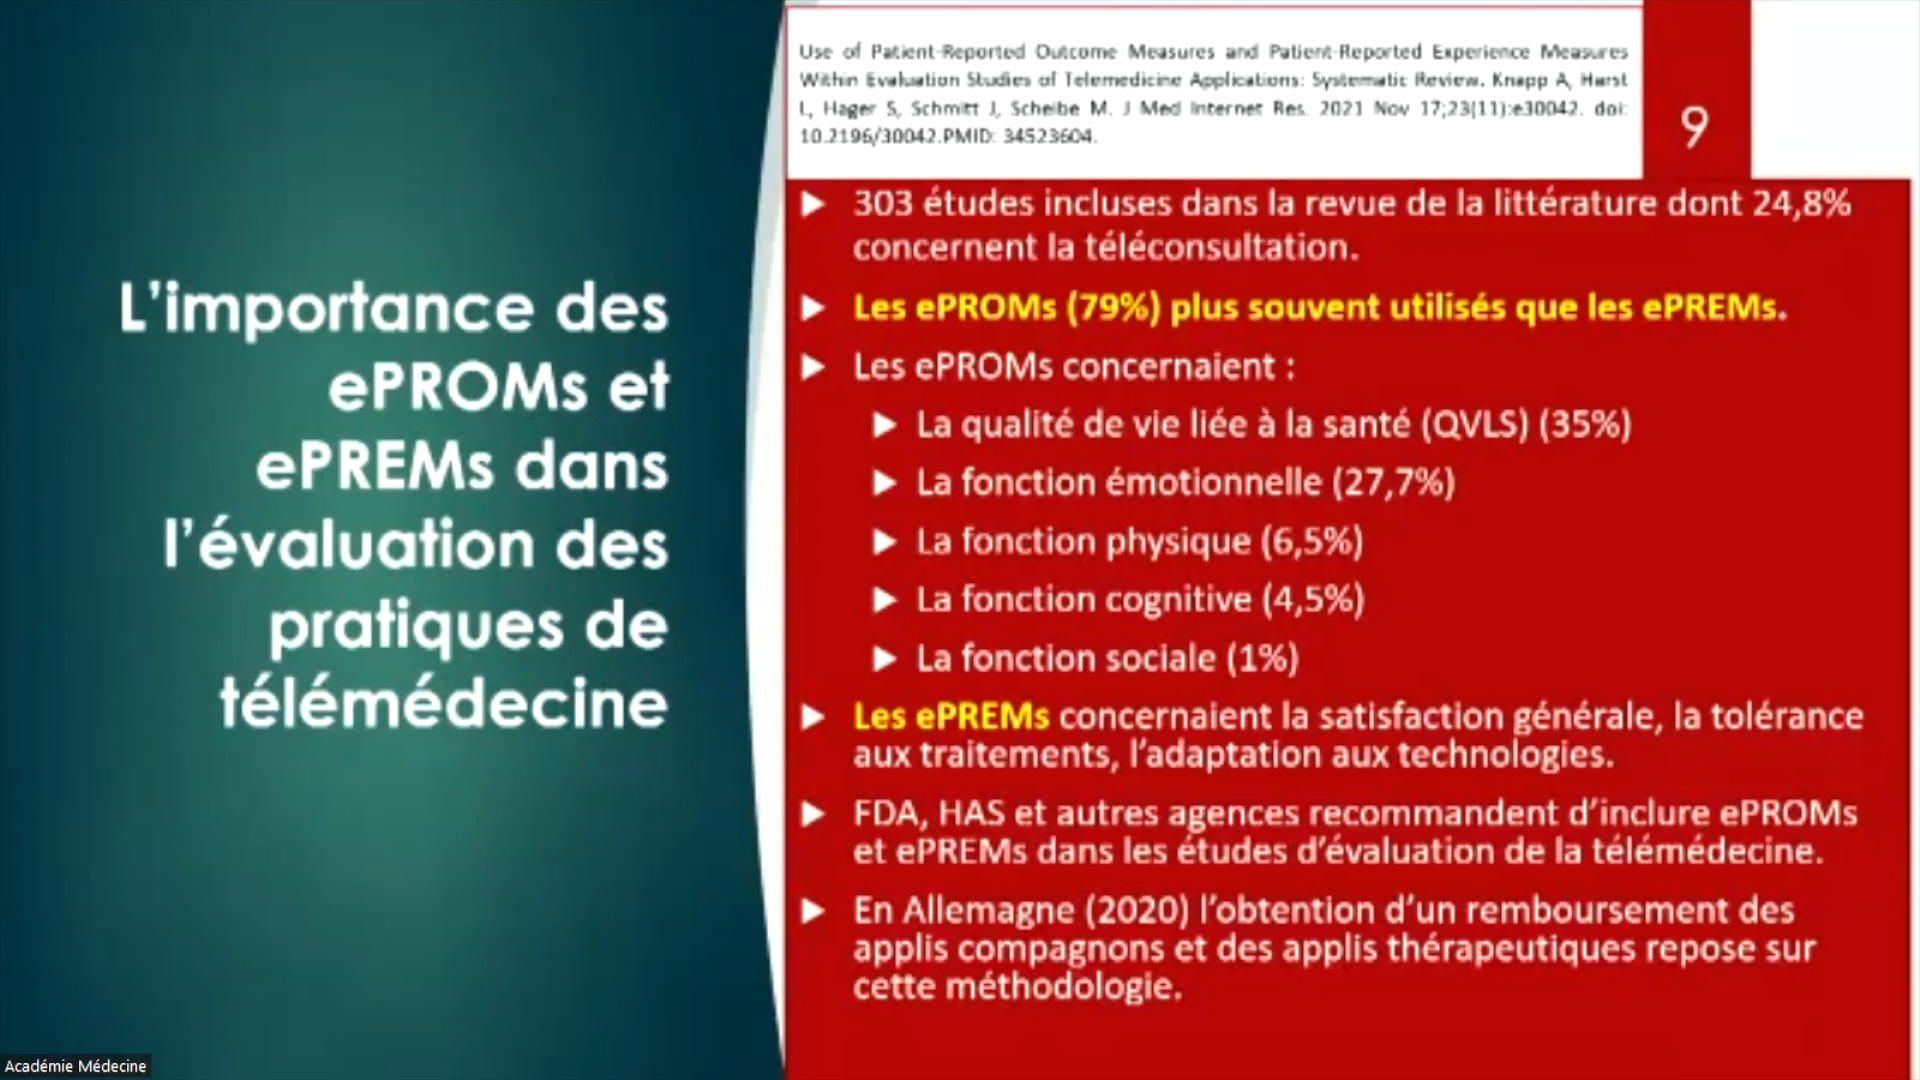 L'importance des
ePROMs et
ePREMs dans
l'évaluation des
pratiques de
télémédecine
Use of Patient-Reported Outcome Measures and Patient-Reported Experience Measures
Within Evaluation Studies of Telemedicine Applications: Systematic Review. Knapp A, Harst
L, Hager S, Schmitt J, Scheibe M. J Med Internet Res. 2021 Nov 17;23(11):e30042. doi:
10.2196/30042.PMID: 34523604.
9
▶ 303 études incluses dans la revue de la littérature dont 24,8%
concernent la téléconsultation.
▶ Les ePROMs (79%) plus souvent utilisés que les ePREMs.
▶ Les ePROMs concernaient :
▶ La qualité de vie liée à la santé (QVLS) (35%)
▶ La fonction émotionnelle (27,7%)
▶ La fonction physique (6,5%)
▶ La fonction cognitive (4,5%)
▶ La fonction sociale (1%)
▶ Les ePREMs concernaient la satisfaction générale, la tolérance
aux traitements, l'adaptation aux technologies.
▶ FDA, HAS et autres agences recommandent d'inclure ePROMs
et ePREMs dans les études d'évaluation de la télémédecine.
▶ En Allemagne (2020) l'obtention d'un remboursement des
applis compagnons et des applis thérapeutiques repose sur
cette méthodologie.
Académie Médecine